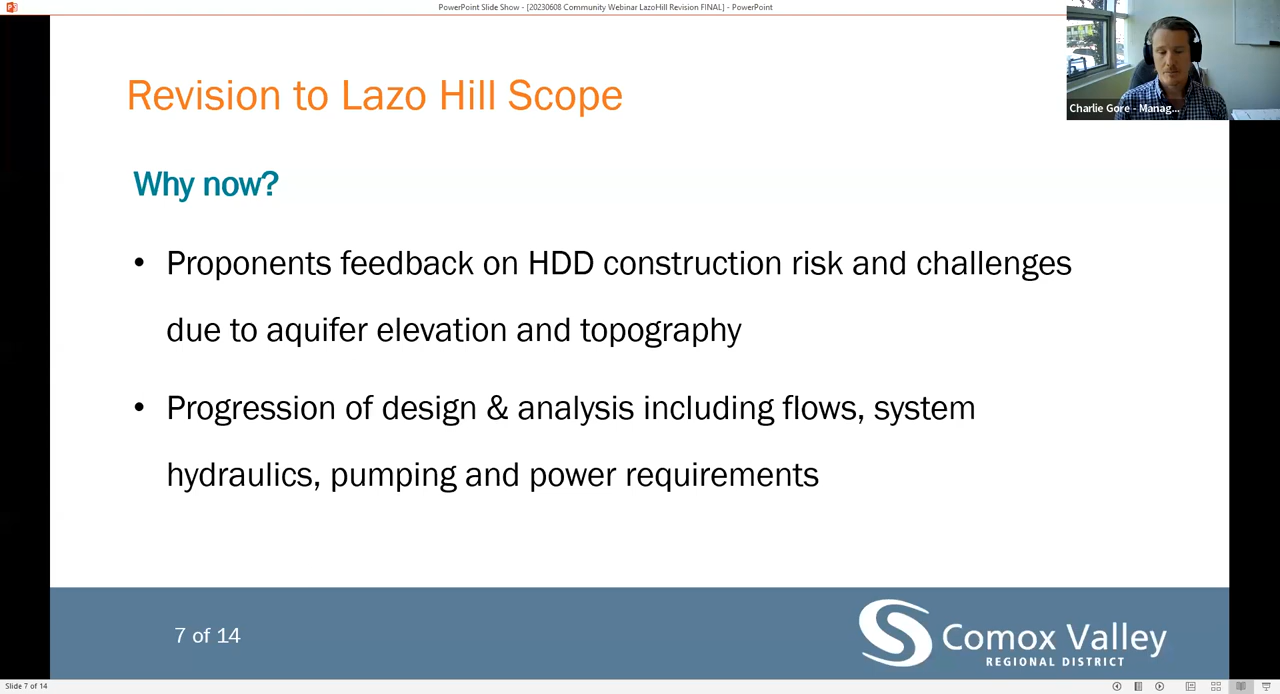 PowerPoint Slide Show - [20230608 Community Webinar LazoHill Revision FINAL] - PowerPoint
Charlie Gore - Manag...
Revision to Lazo Hill Scope
Why now?
• Proponents feedback on HDD construction risk and challenges
due to aquifer elevation and topography
• Progression of design & analysis including flows, system
hydraulics, pumping and power requirements
7 of 14
Comox Valley
REGIONAL DISTRICT
Slide 7 of 14